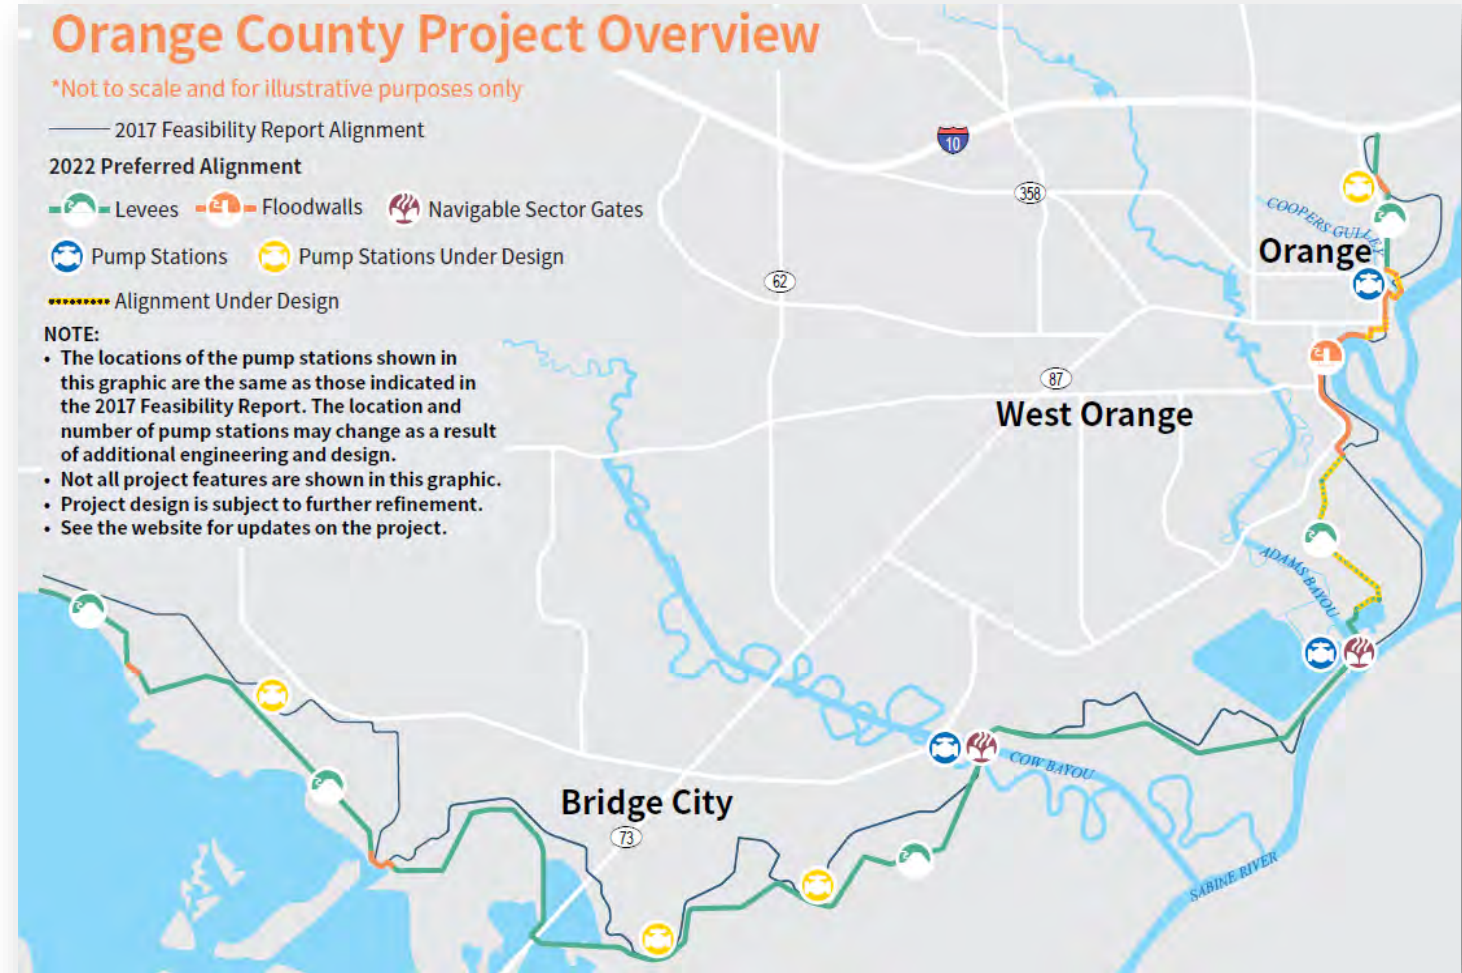 Orange County Project Overview
*Not to scale and for illustrative purposes only
2017 Feasibility Report Alignment
2022 Preferred Alignment
Levees
Floodwalls
Navigable Sector Gates
Pump Stations
Pump Stations Under Design
Alignment Under Design
NOTE:
• The locations of the pump stations shown in
this graphic are the same as those indicated in
the 2017 Feasibility Report. The location and
number of pump stations may change as a result
of additional engineering and design.
• Not all project features are shown in this graphic.
• Project design is subject to further refinement.
• See the website for updates on the project.
10
358
COOPERS GULLEY
Orange
62
87
West Orange
ADAMS BAYOU
COW BAYOU
Bridge City
73
SABINE RIVER